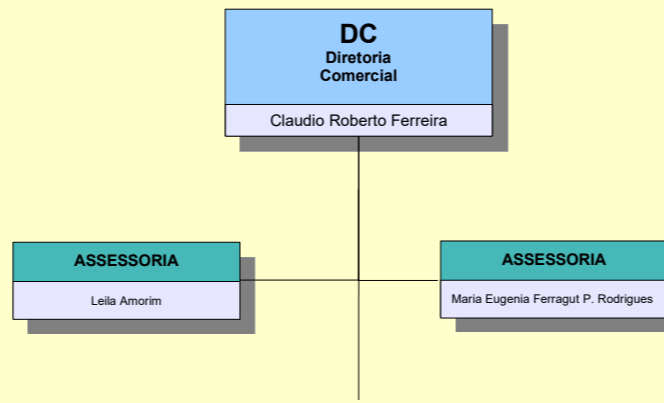 DC
Diretoria
Comercial
Claudio Roberto Ferreira
ASSESSORIA
Leila Amorim
ASSESSORIA
Maria Eugenia Ferragut P. Rodrigues